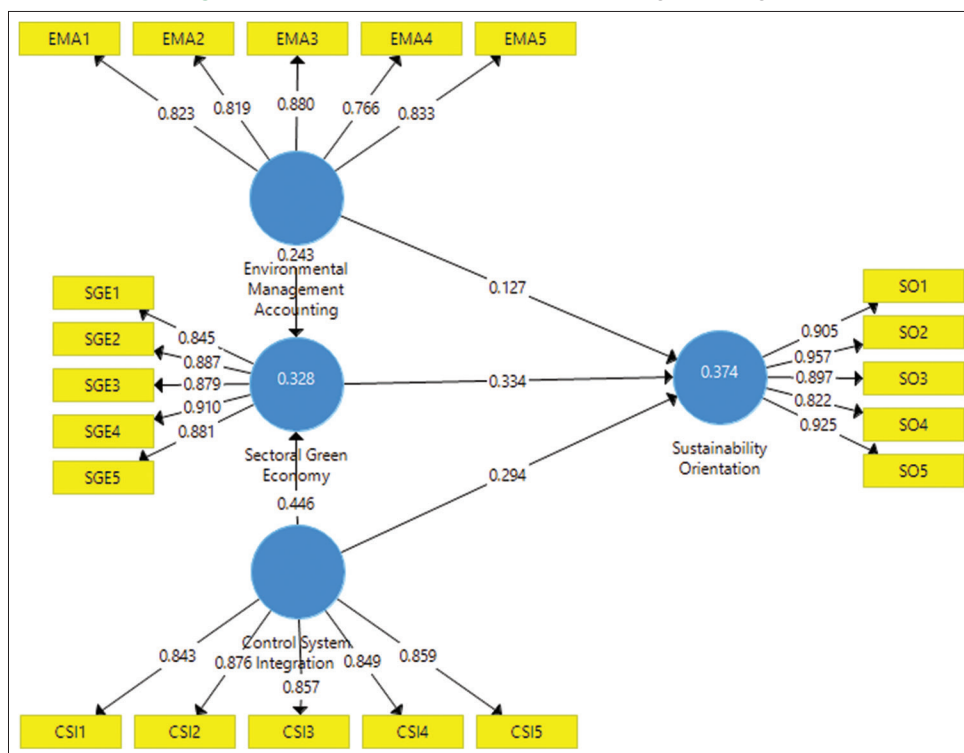 EMA1
EMA2
EMA3
EMA4
EMA5
0.823
0.819
0.880
0.766
0.833
0.243
Environmental
Management
Accounting
0.127
SGE1
SGE2
SGE3
SGE4
SGE5
0.845
0.887
0.879
0.910
0.881
0.328
Sectoral Green
Economy
0.334
0.374
Sustainability
Orientation
SO1
SO2
SO3
SO4
SO5
0.905
0.957
0.897
0.822
0.925
0.446
0.294
Control System
Integration
0.843
0.876
0.857
0.849
0.859
CSI1
CSI2
CSI3
CSI4
CSI5